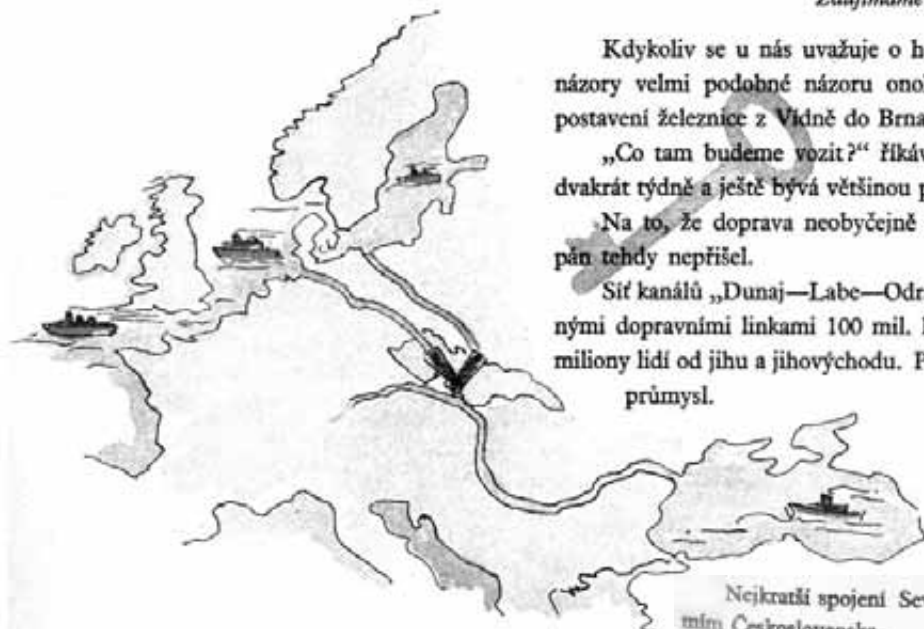 Kdykoliv se u nás uvažuje o h
názory velmi podobné názoru onol
postavení železnice z Vídně do Brna
„Co tam budeme vozit?“ říkáv
dvakrát týdně a ještě bývá většinou p
Na to, že doprava neobyčejně
pán tehdy nepřišel.
Síť kanálů „Dunaj—Labe—Odr
nými dopravními linkami 100 mil.
miliony lidí od jihu a jihovýchodu. P
průmysl.
Nejkratší spojení Sev